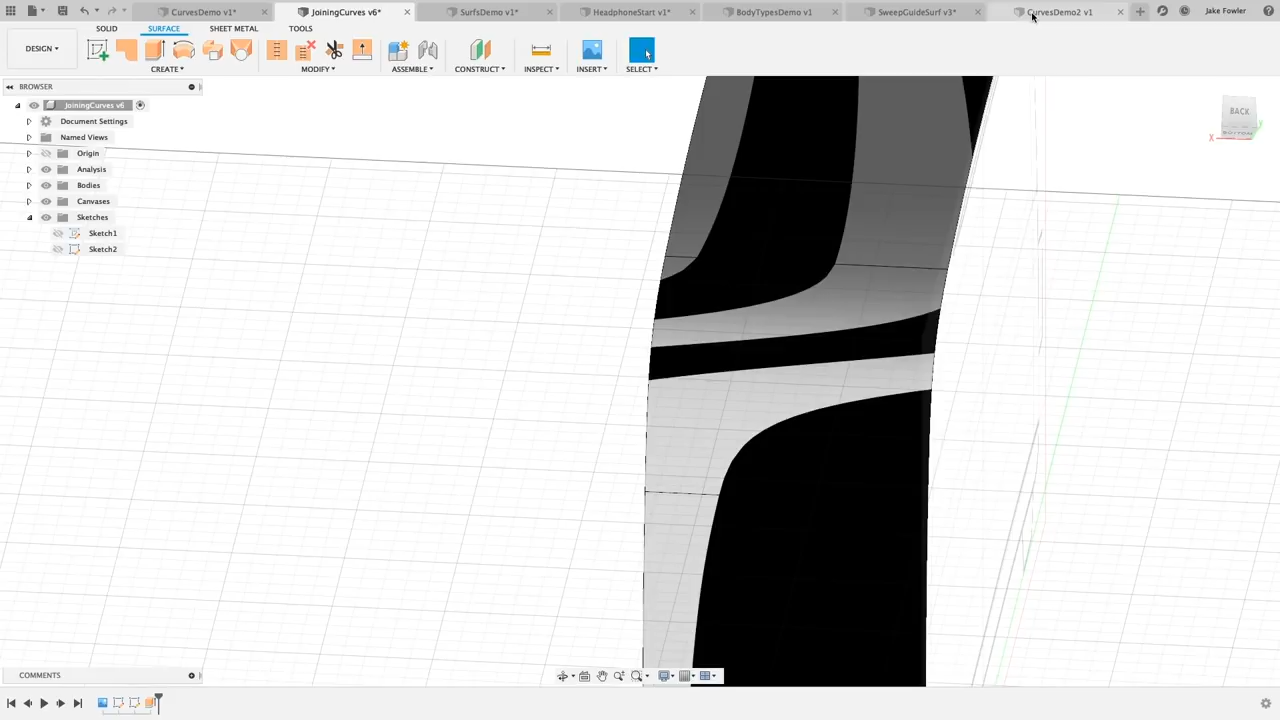 CurvesDemo v1*
JoiningCurves v6*
SurfsDemo v1*
HeadphoneStart v1*
BodyTypesDemo v1
SweepGuideSurf v3*
CurvesDemo2 v1
Jake Fowler
SOLID
SURFACE
SHEET METAL
TOOLS
DESIGN
CREATE
MODIFY
ASSEMBLE
CONSTRUCT
INSPECT
INSERT
SELECT
BROWSER
JoiningCurves v6
Document Settings
Named Views
Origin
Analysis
Bodies
Canvases
Sketches
Sketch1
Sketch2
BACK
BOTTOM
X
Y
COMMENTS